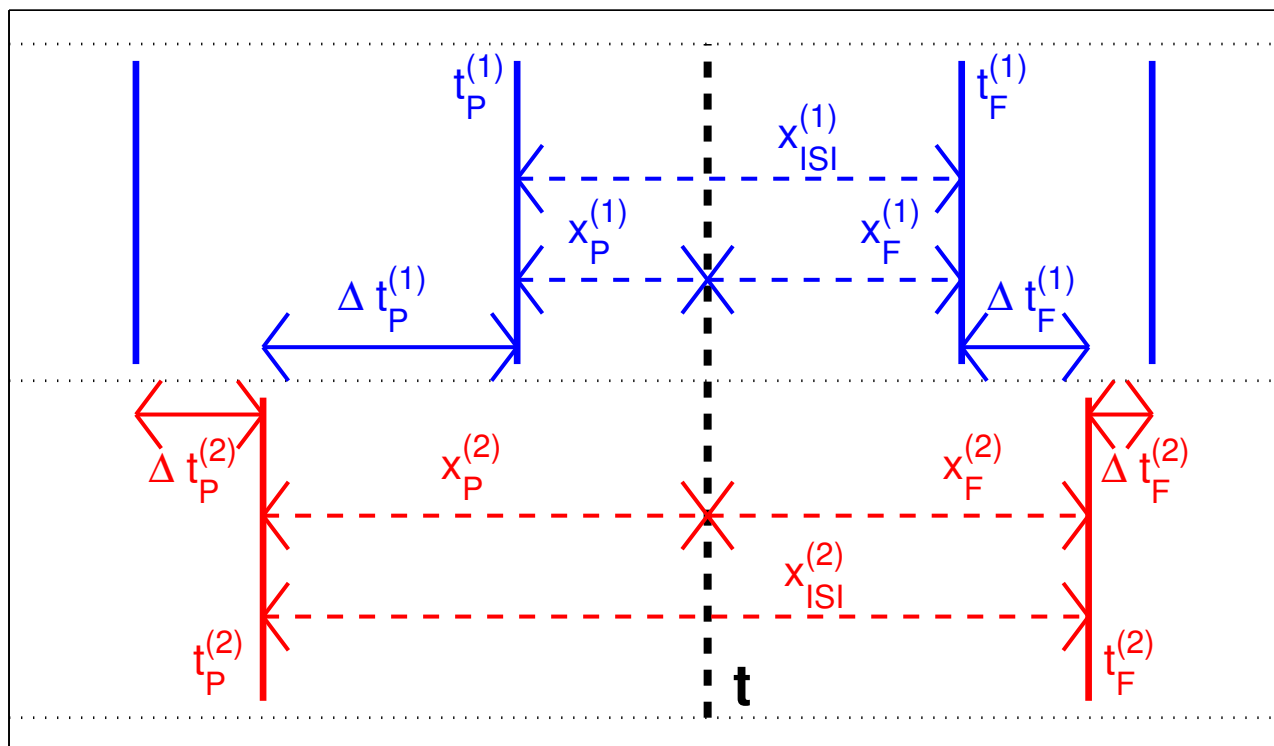 t_P^(1)
t_F^(1)
x_ISI^(1)
x_P^(1)
x_F^(1)
Δ t_P^(1)
Δ t_F^(1)
Δ t_P^(2)
x_P^(2)
x_F^(2)
Δ t_F^(2)
x_ISI^(2)
t_P^(2)
t
t_F^(2)